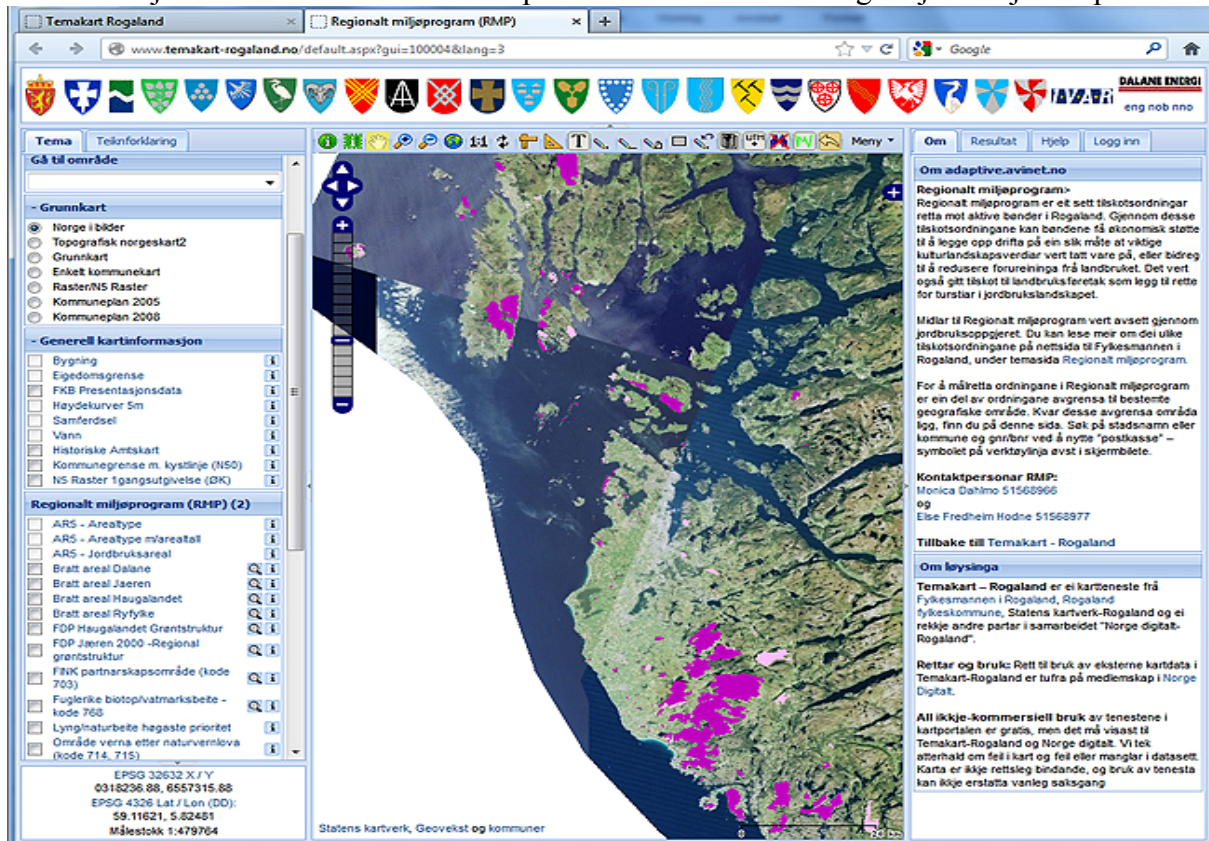 Temakart Rogaland
Regionalt miljøprogram (RMP)
www.temakart-rogaland.no/default.aspx?gui=100004&lang=3
Google
DALANE ENERGI
eng nob nno
Tema
Teiknforklaring
Gå til område
- Grunnkart
Norge i bilder
Topografisk norgeskart2
Grunnkart
Enkelt kommunekart
Raster/N5 Raster
Kommuneplan 2005
Kommuneplan 2008
- Generell kartinformasjon
Bygning
Eigedomsgrense
FKB Presentasjonsdata
Høydekurver 5m
Samferdsel
Vann
Historiske Amtskart
Kommunegrense m. kystlinje (N50)
N5 Raster 1gangsutgivelse (ØK)
Regionalt miljøprogram (RMP) (2)
AR5 - Arealtype
AR5 - Arealtype m/arealtall
AR5 - Jordbruksareal
Bratt areal Dalane
Bratt areal Jaeren
Bratt areal Haugalandet
Bratt areal Ryfylke
FDP Haugalandet Grøntstruktur
FDP Jæren 2000 -Regional
grøntstruktur
FINK partnarskapsområde (kode
703)
Fuglerike biotop/vatmarksbeite -
kode 768
Lyng/naturbeite høgaste prioritet
Område verna etter naturvernlova
(kode 714, 715)
EPSG 32632 X / Y
0318236.88, 6557315.88
EPSG 4326 Lat / Lon (DD):
59.11621, 5.82481
Målestokk 1:479764
1:1
T
UTM
Meny
Statens kartverk, Geovekst og kommuner
0
20 km
Om
Resultat
Hjelp
Logg inn
Om adaptive.avinet.no
Regionalt miljøprogram>
Regionalt miljøprogram er eit sett tilskotsordningar
retta mot aktive bønder i Rogaland. Gjennom desse
tilskotsordningane kan bøndene få økonomisk støtte
til å legge opp drifta på ein slik måte at viktige
kulturlandskapsverdiar vert tatt vare på, eller bidreg
til å redusere forureininga frå landbruket. Det vert
også gitt tilskot til landbruksføretak som legg til rette
for turstiar i jordbrukslandskapet.
Midlar til Regionalt miljøprogram vert avsett gjennom
jordbruksoppgjeret. Du kan lese meir om dei ulike
tilskotsordningane på nettsida til Fylkesmannen i
Rogaland, under temasida Regionalt miljøprogram.
For å målretta ordningane i Regionalt miljøprogram
er ein del av ordningane avgrensa til bestemte
geografiske område. Kvar desse avgrensa områda
ligg, finn du på denne sida. Søk på stadsnamn eller
kommune og gnr/bnr ved å nytte "postkasse" –
symbolet på verktøylinja øvst i skjermbilete.
Kontaktpersonar RMP:
Monica Dahlmo 51568966
og
Else Fredheim Hodne 51568977
Tillbake till Temakart - Rogaland
Om løysinga
Temakart – Rogaland er ei kartteneste frå
Fylkesmannen i Rogaland, Rogaland
fylkeskommune, Statens kartverk-Rogaland og ei
rekkje andre partar i samarbeidet "Norge digitalt-
Rogaland".
Rettar og bruk: Rett til bruk av eksterne kartdata i
Temakart-Rogaland er tufra på medlemskap i Norge
Digitalt.
All ikkje-kommersiell bruk av tenestene i
kartportalen er gratis, men det må visast til
Temakart-Rogaland og Norge digitalt. Vi tek
atterhald om feil i kart og feil eller manglar i datasett.
Karta er ikkje rettsleg bindande, og bruk av tenesta
kan ikkje erstatta vanleg saksgang